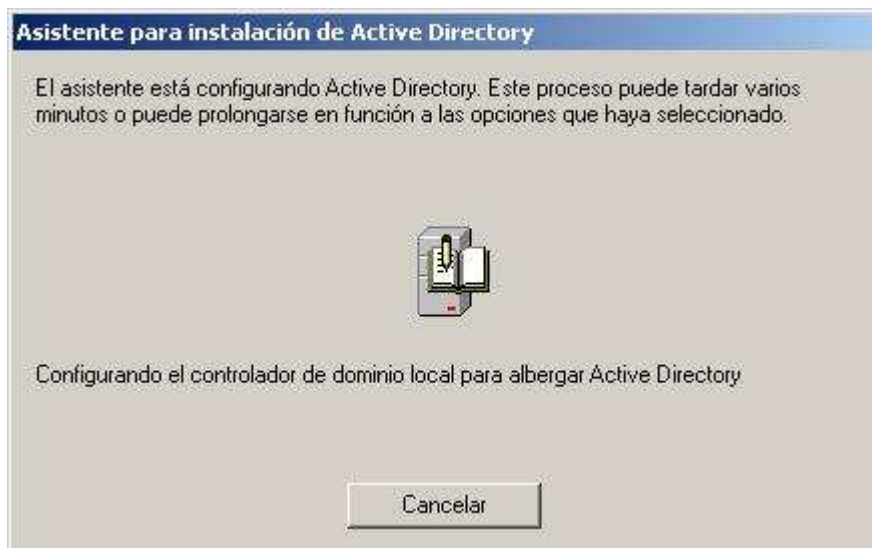 Asistente para instalación de Active Directory
El asistente está configurando Active Directory. Este proceso puede tardar varios
minutos o puede prolongarse en función a las opciones que haya seleccionado.
Configurando el controlador de dominio local para albergar Active Directory
Cancelar